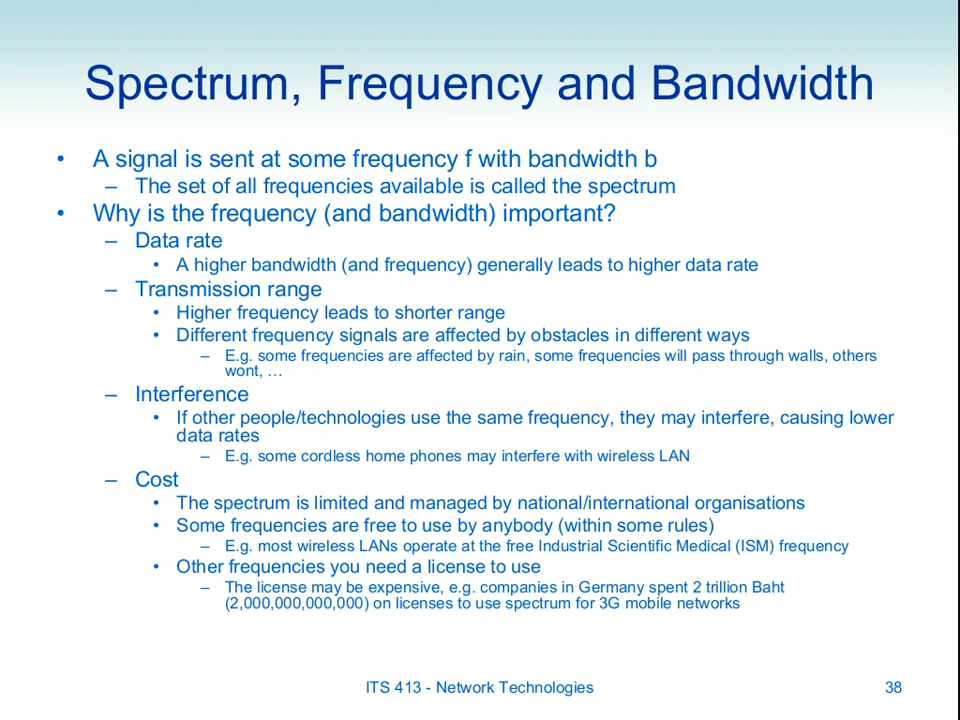 Spectrum, Frequency and Bandwidth
• A signal is sent at some frequency f with bandwidth b
– The set of all frequencies available is called the spectrum
• Why is the frequency (and bandwidth) important?
– Data rate
• A higher bandwidth (and frequency) generally leads to higher data rate
– Transmission range
• Higher frequency leads to shorter range
• Different frequency signals are affected by obstacles in different ways
– E.g. some frequencies are affected by rain, some frequencies will pass through walls, others
wont, …
– Interference
• If other people/technologies use the same frequency, they may interfere, causing lower
data rates
– E.g. some cordless home phones may interfere with wireless LAN
– Cost
• The spectrum is limited and managed by national/international organisations
• Some frequencies are free to use by anybody (within some rules)
– E.g. most wireless LANs operate at the free Industrial Scientific Medical (ISM) frequency
• Other frequencies you need a license to use
– The license may be expensive, e.g. companies in Germany spent 2 trillion Baht
(2,000,000,000,000) on licenses to use spectrum for 3G mobile networks
ITS 413 - Network Technologies
38